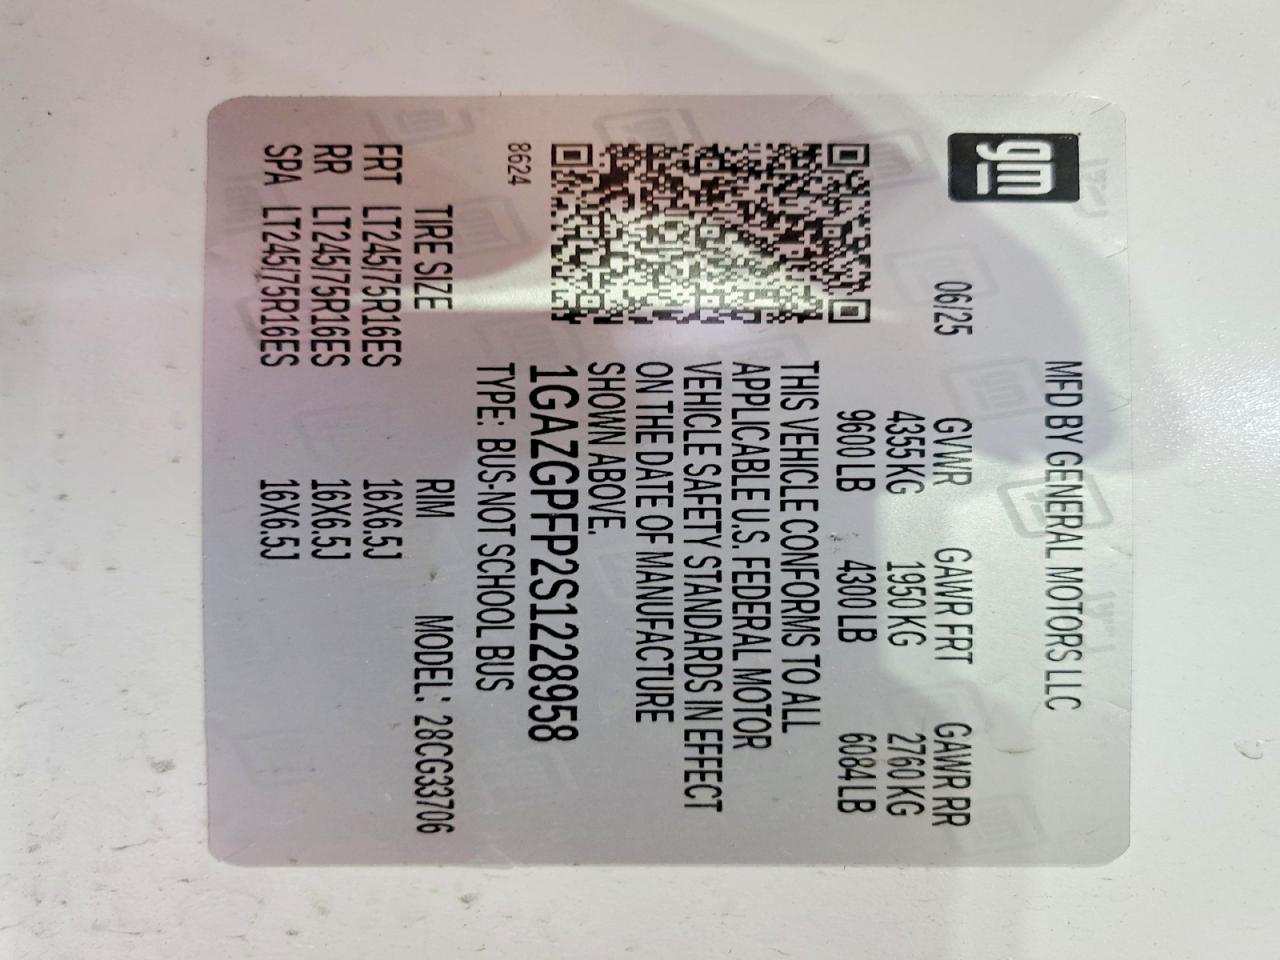 gm
MFD BY GENERAL MOTORS LLC
06/25 GVWR GAWR FRT GAWR RR
4355 KG 1950 KG 2760 KG
9600 LB 4300 LB 6084 LB
THIS VEHICLE CONFORMS TO ALL
APPLICABLE U.S. FEDERAL MOTOR
VEHICLE SAFETY STANDARDS IN EFFECT
ON THE DATE OF MANUFACTURE
SHOWN ABOVE.
1GAZGPFP2S1228958
8624 TYPE: BUS-NOT SCHOOL BUS
TIRE SIZE RIM MODEL: 28CG33706
FRT LT245/75R16ES 16X6.5J
RR LT245/75R16ES 16X6.5J
SPA LT245/75R16ES 16X6.5J